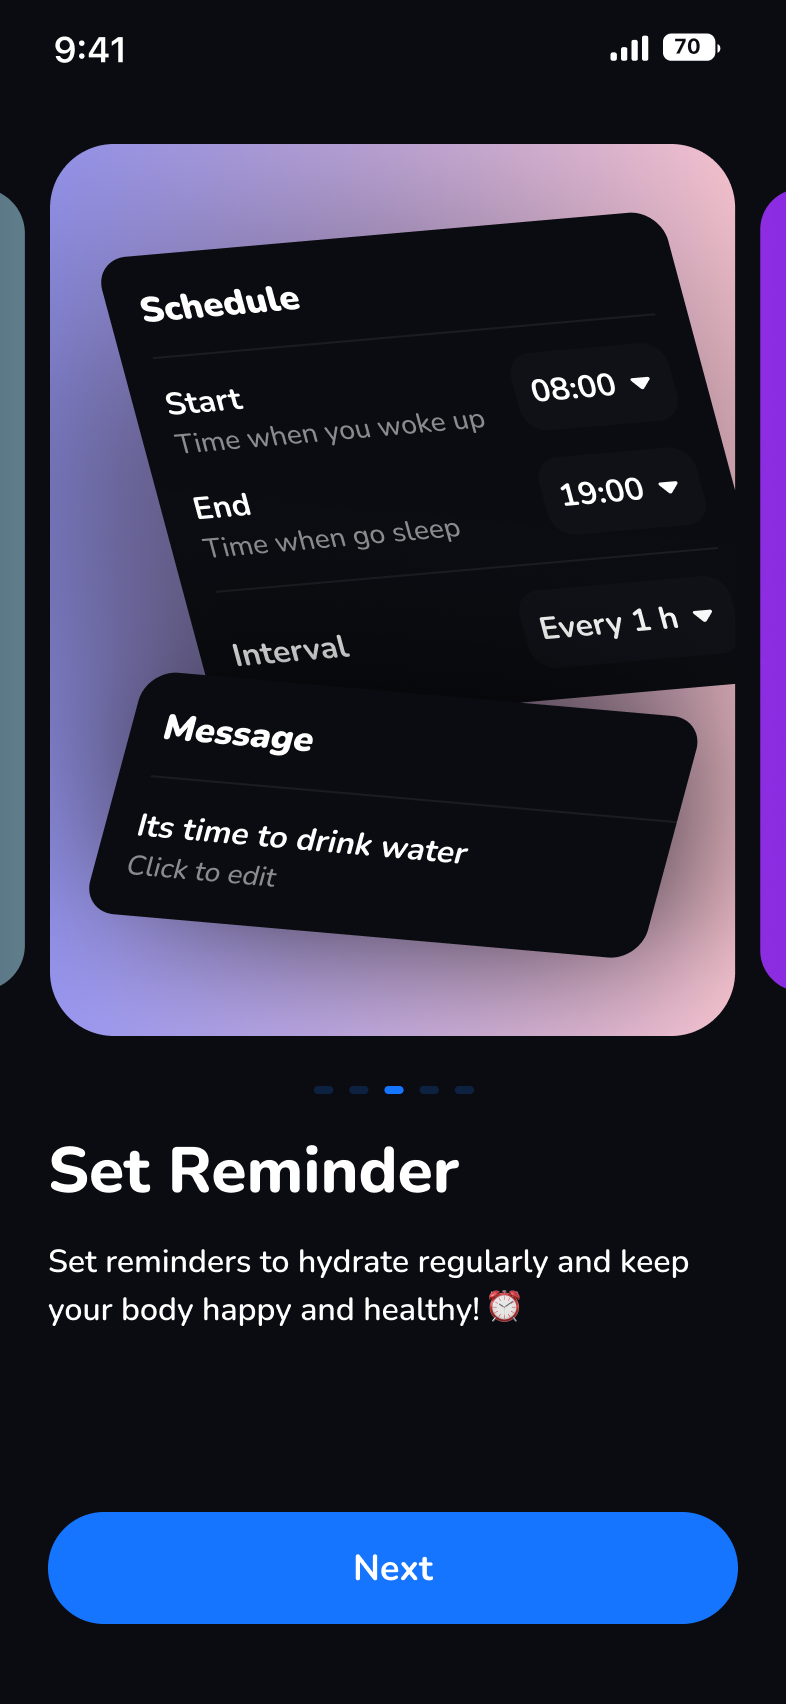 9:41
70
Schedule
Start
Time when you woke up
08:00
End
Time when go sleep
19:00
Interval
Every 1 h
Message
Its time to drink water
Click to edit
Set Reminder
Set reminders to hydrate regularly and keep
your body happy and healthy! ⏰
Next